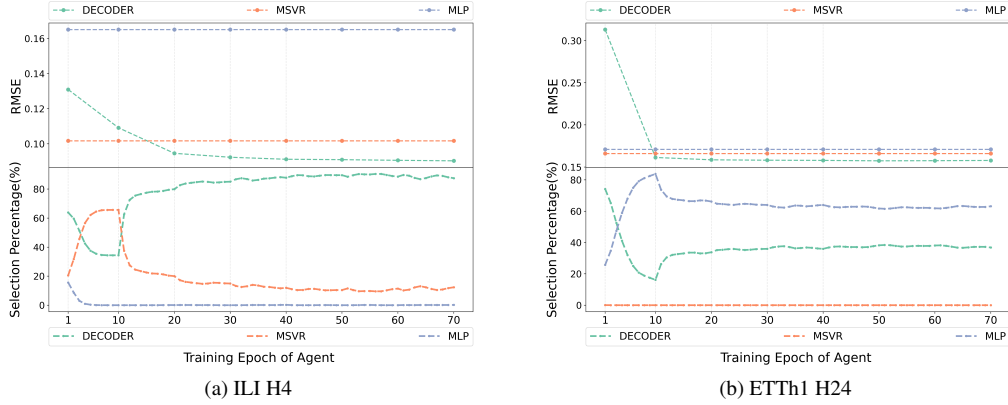 DECODER MSVR MLP
0.16
0.14
0.12
0.10
RMSE
80
60
40
20
0
Selection Percentage(%)
1 10 20 30 40 50 60 70
DECODER MSVR MLP
Training Epoch of Agent
(a) ILI H4
DECODER MSVR MLP
0.30
0.25
0.20
0.15
RMSE
80
60
40
20
0
Selection Percentage(%)
1 10 20 30 40 50 60 70
DECODER MSVR MLP
Training Epoch of Agent
(b) ETTh1 H24